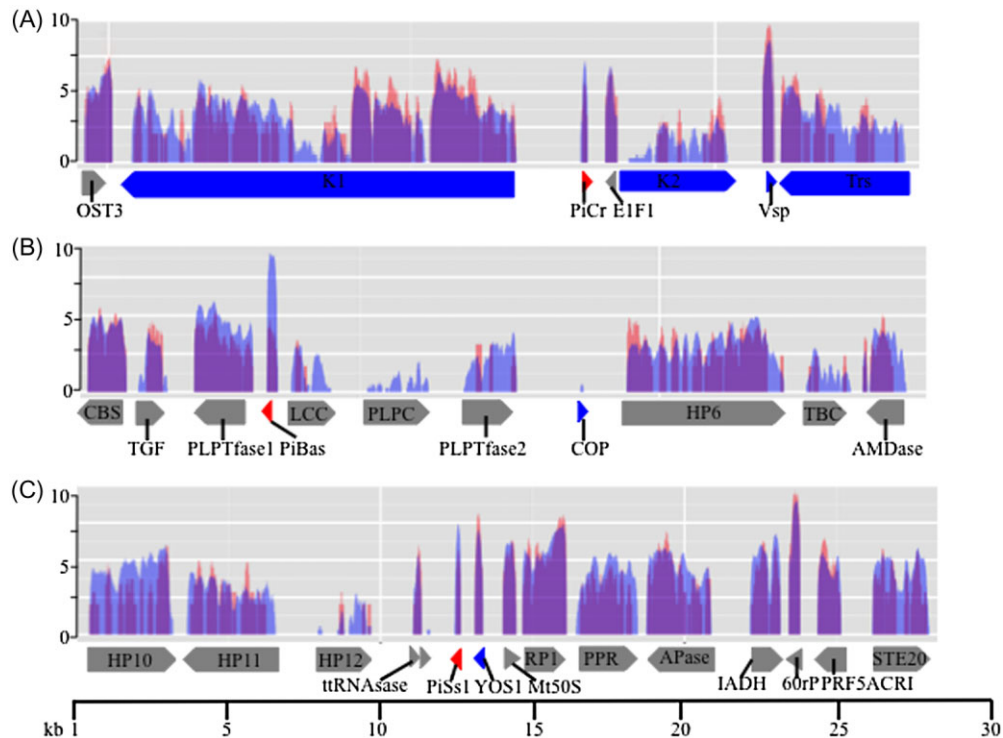 (A)
10
5
0
K1
K2
Trs
OST3
PiCr
E1F1
Vsp
(B)
10
5
0
CBS
LCC
PLPC
HP6
TBC
TGF
PLPTfase1
PiBas
PLPTfase2
COP
AMDase
(C)
10
5
0
HP10
HP11
HP12
RP1
PPR
APase
STE20
ttRNAsase
PiSs1
YOS1
Mt50S
IADH
60rP
PRF5ACRI
kb 1
5
10
15
20
25
30